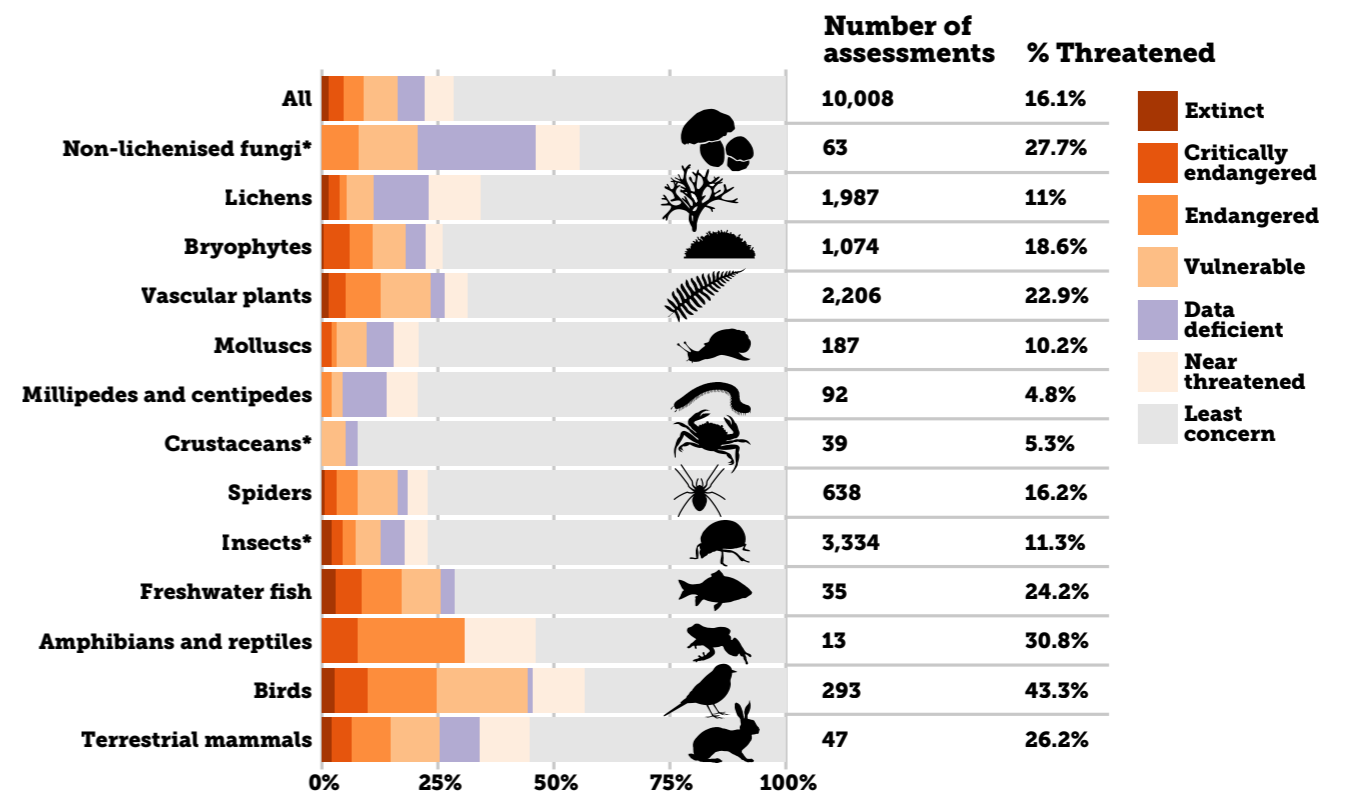 Number of
assessments
% Threatened
All 10,008 16.1%
Non-lichenised fungi* 63 27.7%
Lichens 1,987 11%
Bryophytes 1,074 18.6%
Vascular plants 2,206 22.9%
Molluscs 187 10.2%
Millipedes and centipedes 92 4.8%
Crustaceans* 39 5.3%
Spiders 638 16.2%
Insects* 3,334 11.3%
Freshwater fish 35 24.2%
Amphibians and reptiles 13 30.8%
Birds 293 43.3%
Terrestrial mammals 47 26.2%
0% 25% 50% 75% 100%
Extinct
Critically
endangered
Endangered
Vulnerable
Data
deficient
Near
threatened
Least
concern